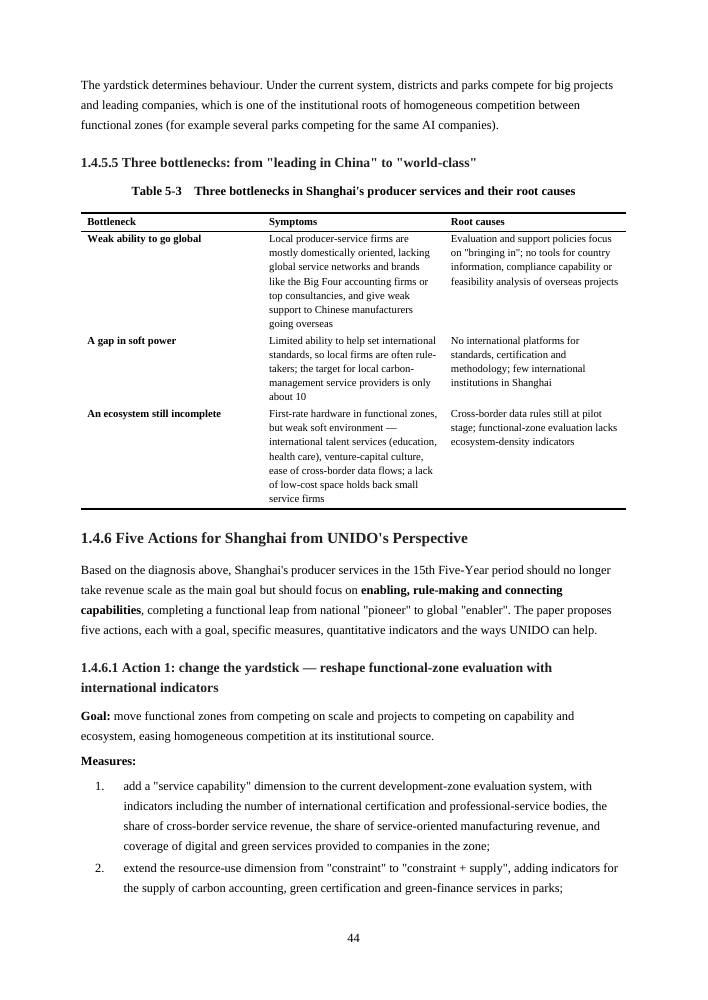 The yardstick determines behaviour. Under the current system, districts and parks compete for big projects
and leading companies, which is one of the institutional roots of homogeneous competition between
functional zones (for example several parks competing for the same AI companies).
1.4.5.5 Three bottlenecks: from "leading in China" to "world-class"
Table 5-3 Three bottlenecks in Shanghai's producer services and their root causes
Bottleneck Symptoms Root causes
Weak ability to go global
Local producer-service firms are
mostly domestically oriented, lacking
global service networks and brands
like the Big Four accounting firms or
top consultancies, and give weak
support to Chinese manufacturers
going overseas
Evaluation and support policies focus
on "bringing in"; no tools for country
information, compliance capability or
feasibility analysis of overseas projects
A gap in soft power
Limited ability to help set international
standards, so local firms are often rule-
takers; the target for local carbon-
management service providers is only
about 10
No international platforms for
standards, certification and
methodology; few international
institutions in Shanghai
An ecosystem still incomplete
First-rate hardware in functional zones,
but weak soft environment —
international talent services (education,
health care), venture-capital culture,
ease of cross-border data flows; a lack
of low-cost space holds back small
service firms
Cross-border data rules still at pilot
stage; functional-zone evaluation lacks
ecosystem-density indicators
1.4.6 Five Actions for Shanghai from UNIDO's Perspective
Based on the diagnosis above, Shanghai's producer services in the 15th Five-Year period should no longer
take revenue scale as the main goal but should focus on enabling, rule-making and connecting
capabilities, completing a functional leap from national "pioneer" to global "enabler". The paper proposes
five actions, each with a goal, specific measures, quantitative indicators and the ways UNIDO can help.
1.4.6.1 Action 1: change the yardstick — reshape functional-zone evaluation with
international indicators
Goal: move functional zones from competing on scale and projects to competing on capability and
ecosystem, easing homogeneous competition at its institutional source.
Measures:
1. add a "service capability" dimension to the current development-zone evaluation system, with
indicators including the number of international certification and professional-service bodies, the
share of cross-border service revenue, the share of service-oriented manufacturing revenue, and
coverage of digital and green services provided to companies in the zone;
2. extend the resource-use dimension from "constraint" to "constraint + supply", adding indicators for
the supply of carbon accounting, green certification and green-finance services in parks;
44